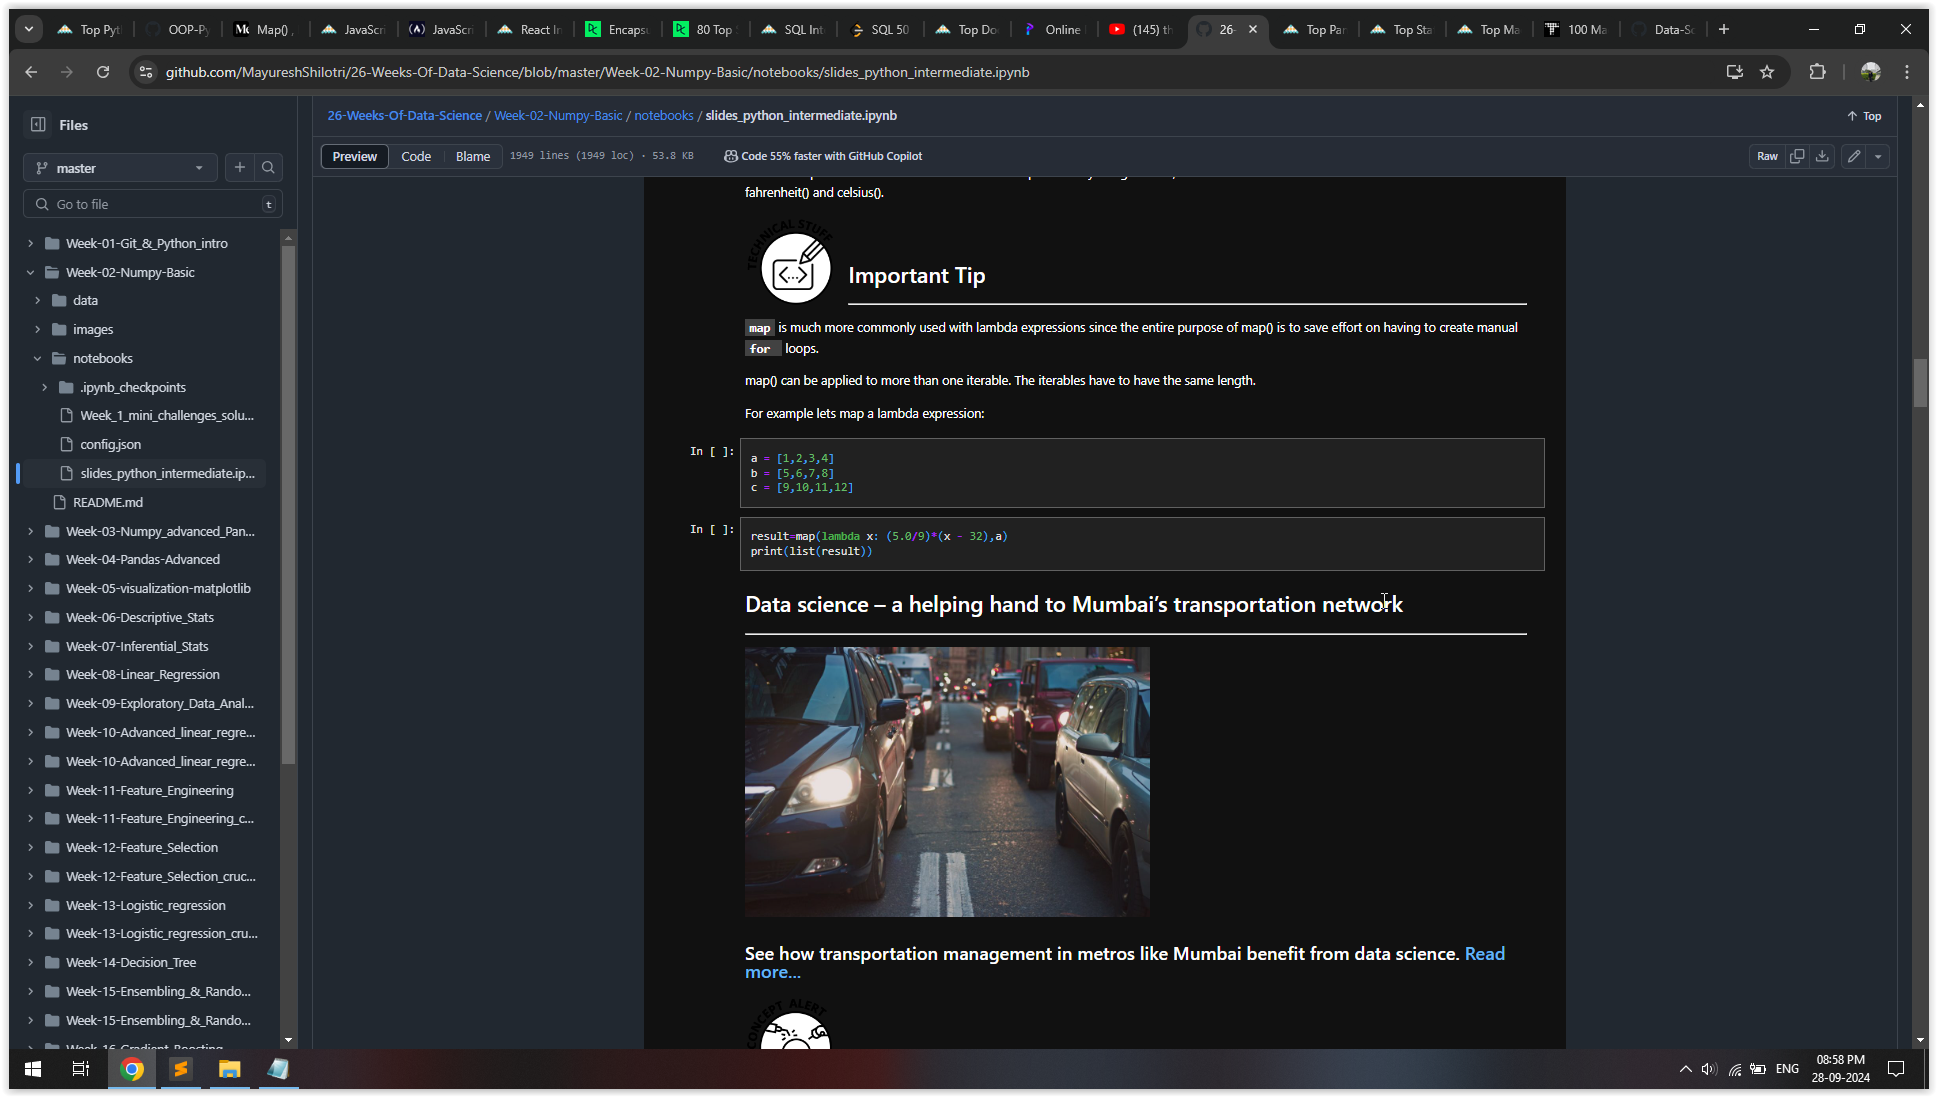 Top Pyt
OOP-Py
Map() ,
JavaScri
JavaScri
React In
Encapsu
80 Top
SQL Int
SQL 50
Top Do
Online
(145) th
26-
Top Par
Top Sta
Top Ma
100 Ma
Data-Sc
github.com/MayureshShilotri/26-Weeks-Of-Data-Science/blob/master/Week-02-Numpy-Basic/notebooks/slides_python_intermediate.ipynb
Files
master
Go to file
t
Week-01-Git_&_Python_intro
Week-02-Numpy-Basic
data
images
notebooks
.ipynb_checkpoints
Week_1_mini_challenges_solu...
config.json
slides_python_intermediate.ip...
README.md
Week-03-Numpy_advanced_Pan...
Week-04-Pandas-Advanced
Week-05-visualization-matplotlib
Week-06-Descriptive_Stats
Week-07-Inferential_Stats
Week-08-Linear_Regression
Week-09-Exploratory_Data_Anal...
Week-10-Advanced_linear_regre...
Week-10-Advanced_linear_regre...
Week-11-Feature_Engineering
Week-11-Feature_Engineering_c...
Week-12-Feature_Selection
Week-12-Feature_Selection_cruc...
Week-13-Logistic_regression
Week-13-Logistic_regression_cru...
Week-14-Decision_Tree
Week-15-Ensembling_&_Rando...
Week-15-Ensembling_&_Rando...
Week-16-Gradient_Boosting
26-Weeks-Of-Data-Science / Week-02-Numpy-Basic / notebooks / slides_python_intermediate.ipynb
Top
Preview Code Blame 1949 lines (1949 loc) · 53.8 KB Code 55% faster with GitHub Copilot
Raw
fahrenheit() and celsius().
TECHNICAL STUFF
Important Tip
map is much more commonly used with lambda expressions since the entire purpose of map() is to save effort on having to create manual
for loops.
map() can be applied to more than one iterable. The iterables have to have the same length.
For example lets map a lambda expression:
In [ ]:
a = [1,2,3,4]
b = [5,6,7,8]
c = [9,10,11,12]
In [ ]:
result=map(lambda x: (5.0/9)*(x - 32),a)
print(list(result))
Data science – a helping hand to Mumbai’s transportation network
See how transportation management in metros like Mumbai benefit from data science. Read
more...
CONCEPT ALERT
ENG
08:58 PM
28-09-2024